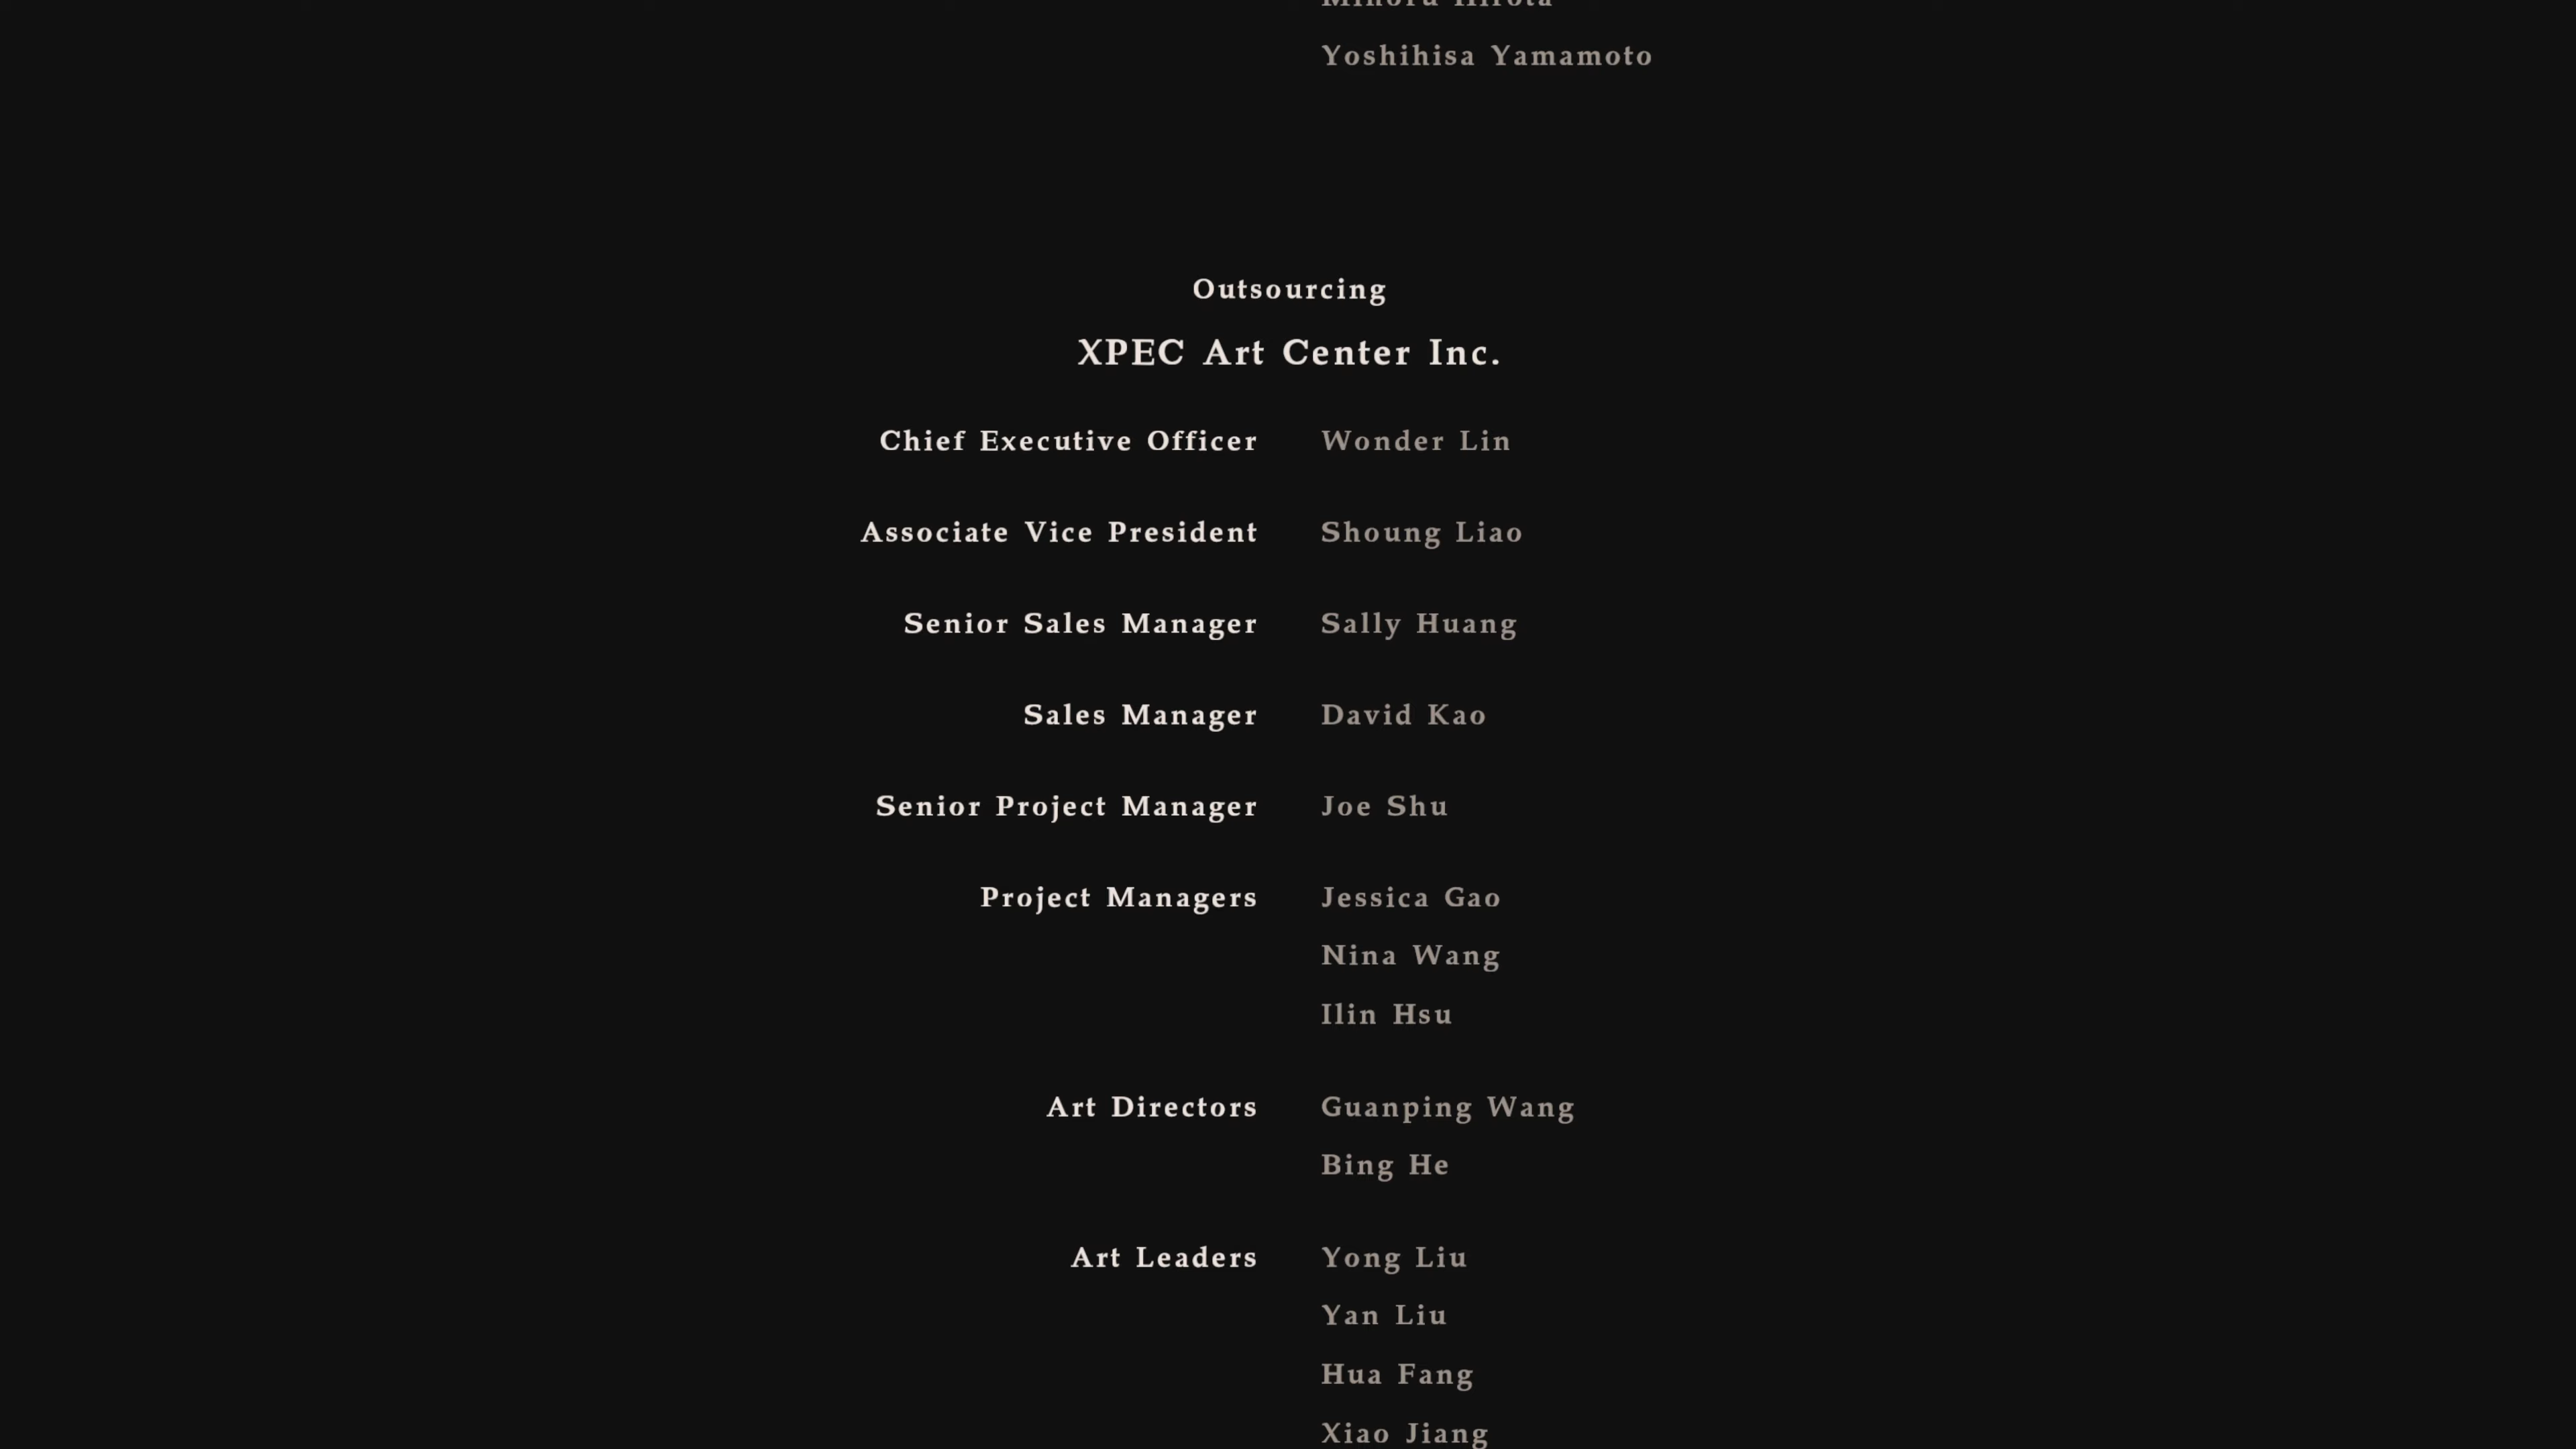 Minoru Hirota
Yoshihisa Yamamoto
Outsourcing
XPEC Art Center Inc.
Chief Executive Officer Wonder Lin
Associate Vice President Shoung Liao
Senior Sales Manager Sally Huang
Sales Manager David Kao
Senior Project Manager Joe Shu
Project Managers Jessica Gao
Nina Wang
Ilin Hsu
Art Directors Guanping Wang
Bing He
Art Leaders Yong Liu
Yan Liu
Hua Fang
Xiao Jiang